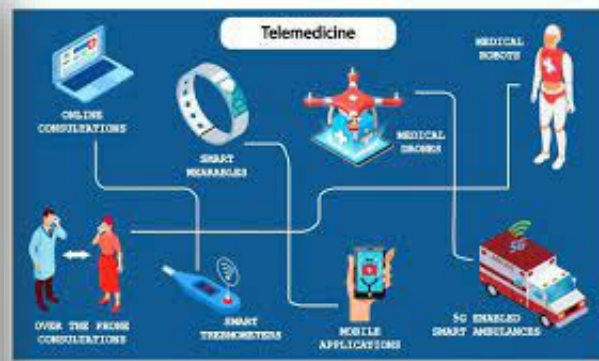 Telemedicine
MEDICAL
ROBOTS
ONLINE
CONSULTATIONS
SMART
WEARABLES
MEDICAL
DRONES
5G
OVER THE PHONE
CONSULTATIONS
SMART
THERMOMETERS
MOBILE
APPLICATIONS
5G ENABLED
SMART AMBULANCES